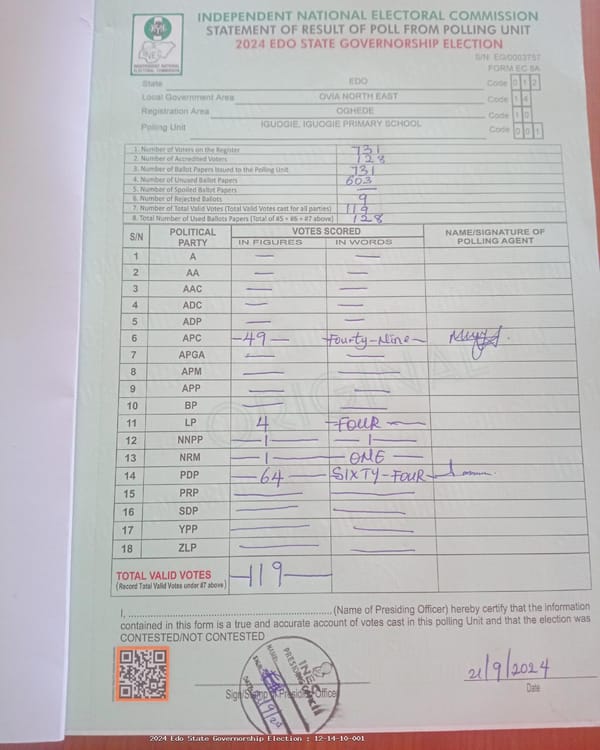 INDEPENDENT NATIONAL ELECTORAL COMMISSION
STATEMENT OF RESULT OF POLL FROM POLLING UNIT
2024 EDO STATE GOVERNORSHIP ELECTION
INEC
INDEPENDENT NATIONAL ELECTORAL COMMISSION
S/N: EG/0003757
FORM EC 8A
State EDO Code 0 1 2
Local Government Area OVIA NORTH EAST Code 1 4
Registration Area OGHEDE Code 1 0
Polling Unit IGUOGIE, IGUOGIE PRIMARY SCHOOL Code 0 0 1
1. Number of Voters on the Register 731
2. Number of Accredited Voters 128
3. Number of Ballot Papers Issued to the Polling Unit 731
4. Number of Unused Ballot Papers 603
5. Number of Spoiled Ballot Papers —
6. Number of Rejected Ballots 9
7. Number of Total Valid Votes (Total Valid Votes cast for all parties) 119
8. Total Number of Used Ballots Papers (Total of #5 + #6 + #7 above) 128
S/N POLITICAL PARTY VOTES SCORED NAME/SIGNATURE OF POLLING AGENT
IN FIGURES IN WORDS
1 A — —
2 AA — —
3 AAC — —
4 ADC — —
5 ADP — —
6 APC -49- Fourty-Nine-
7 APGA — —
8 APM — —
9 APP — —
10 BP — —
11 LP 4 -FOUR-
12 NNPP -1- -1-
13 NRM -1- -ONE-
14 PDP -64- SIXTY-FOUR-
15 PRP — —
16 SDP — —
17 YPP — —
18 ZLP — —
ORIGINAL
TOTAL VALID VOTES -119-
(Record Total Valid Votes under #7 above)
I, ........................ (Name of Presiding Officer) hereby certify that the information
contained in this form is a true and accurate account of votes cast in this polling Unit and that the election was
CONTESTED/NOT CONTESTED
INEC
PRESIDING
NAME:
Sign/Stamp of Presiding Officer
21/9/2024
Date
2024 Edo State Governorship Election : 12-14-10-001